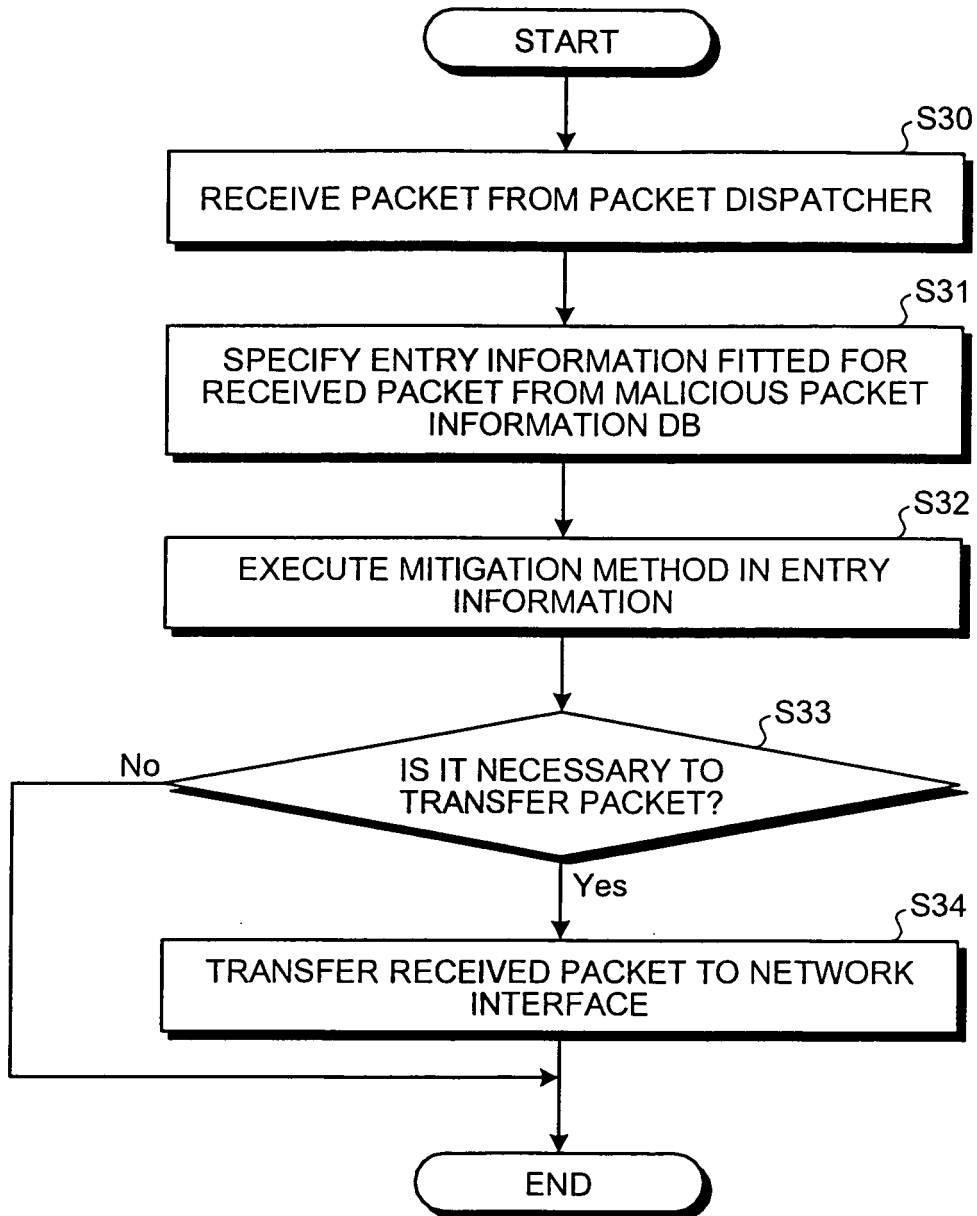 START
S30
RECEIVE PACKET FROM PACKET DISPATCHER
S31
SPECIFY ENTRY INFORMATION FITTED FOR
RECEIVED PACKET FROM MALICIOUS PACKET
INFORMATION DB
S32
EXECUTE MITIGATION METHOD IN ENTRY
INFORMATION
S33
No
IS IT NECESSARY TO
TRANSFER PACKET?
Yes
S34
TRANSFER RECEIVED PACKET TO NETWORK
INTERFACE
END